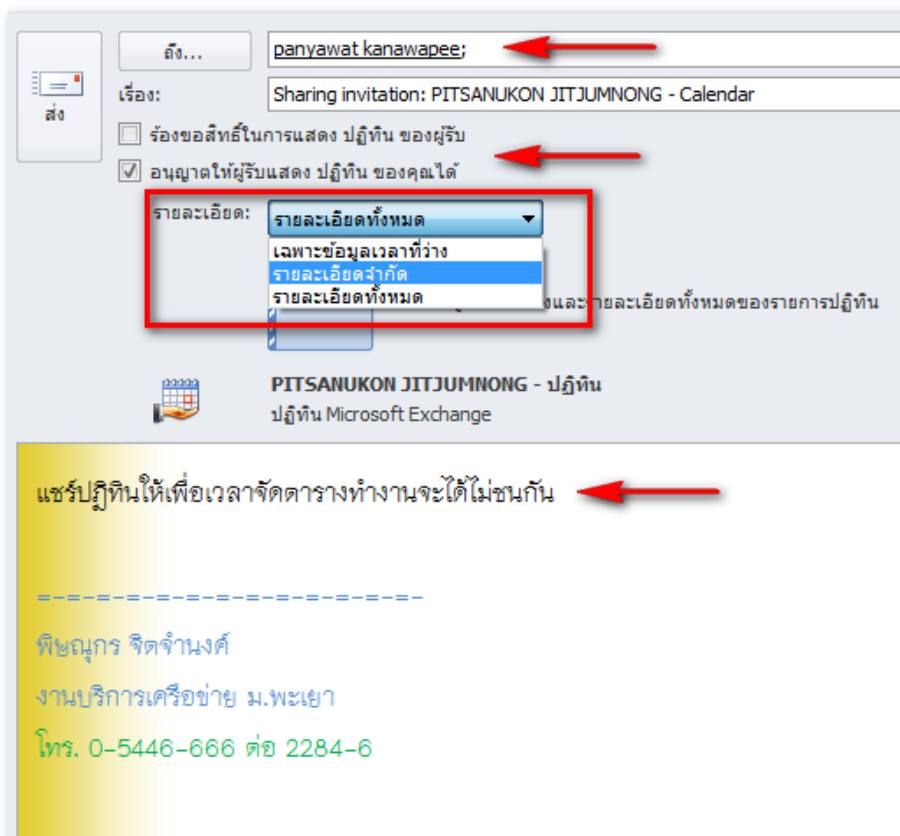 ถึง...
panyawat kanawapee;
ส่ง
เรื่อง:
Sharing invitation: PITSANUKON JITJUMNONG - Calendar
ร้องขอสิทธิ์ในการแสดง ปฏิทิน ของผู้รับ
อนุญาตให้ผู้รับแสดง ปฏิทิน ของคุณได้
รายละเอียด:
รายละเอียดทั้งหมด
เฉพาะข้อมูลเวลาที่ว่าง
รายละเอียดจำกัด
รายละเอียดทั้งหมด
และรายละเอียดทั้งหมดของรายการปฏิทิน
PITSANUKON JITJUMNONG - ปฏิทิน
ปฏิทิน Microsoft Exchange
แชร์ปฏิทินให้เพื่อเวลาจัดตารางทำงานจะได้ไม่ชนกัน
=-=-=-=-=-=-=-=-=-=-=-=-=-
พิษณุกร จิตจำนงค์
งานบริการเครือข่าย ม.พะเยา
โทร. 0-5446-666 ต่อ 2284-6